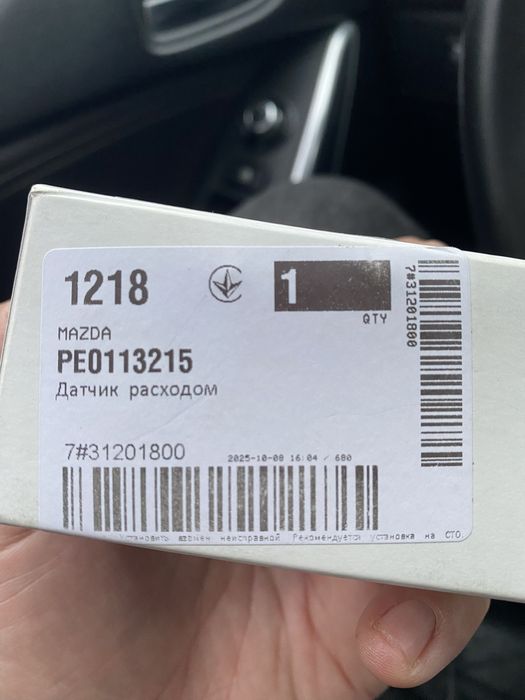 1218
1
QTY
MAZDA
PE0113215
Датчик расходом
7#31201800
2025-10-08 16:04 / 680
Установить взамен неисправной Рекомендуется установка на СТО.
7#31201800